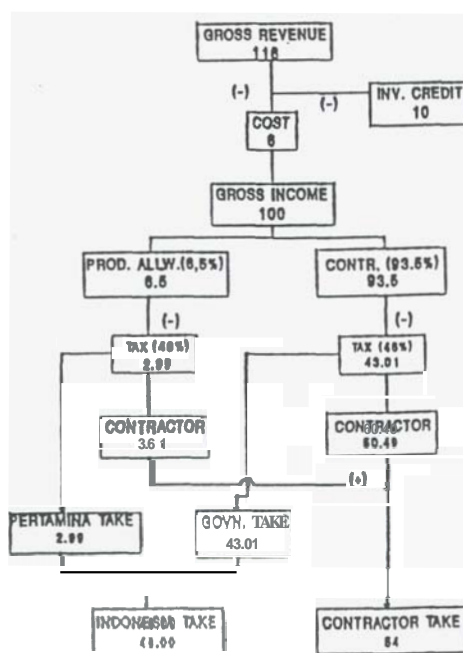 GROSS REVENUE
116
(-)
(-)
INV. CREDIT
10
COST
6
GROSS INCOME
100
PROD. ALLW.(6,5%)
6.5
CONTR. (93.5%)
93.5
(-)
(-)
TAX (46%)
2.99
TAX (46%)
43.01
CONTRACTOR
3.6 1
CONTRACTOR
50.49
(+)
PERTAMINA TAKE
2.99
GOVN. TAKE
43.01
INDONESIA TAKE
CONTRACTOR TAKE
54